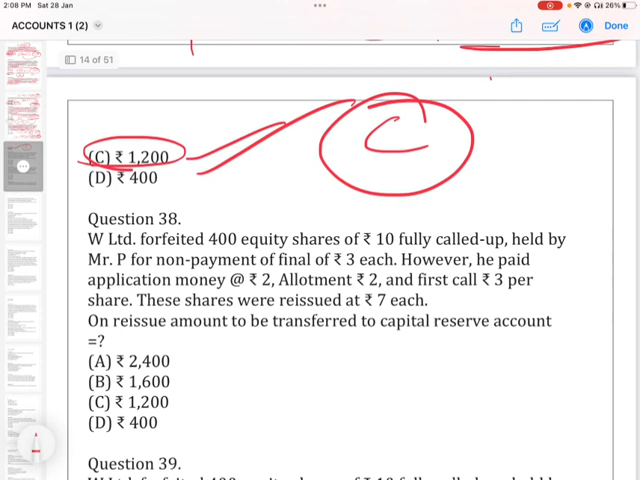 2:08 PM Sat 28 Jan
26%
ACCOUNTS 1 (2)
Done
14 of 51
C
(C) ₹ 1,200
(D) ₹ 400
Question 38.
W Ltd. forfeited 400 equity shares of ₹ 10 fully called-up, held by
Mr. P for non-payment of final of ₹ 3 each. However, he paid
application money @ ₹ 2, Allotment ₹ 2, and first call ₹ 3 per
share. These shares were reissued at ₹ 7 each.
On reissue amount to be transferred to capital reserve account
=?
(A) ₹ 2,400
(B) ₹ 1,600
(C) ₹ 1,200
(D) ₹ 400
Question 39.